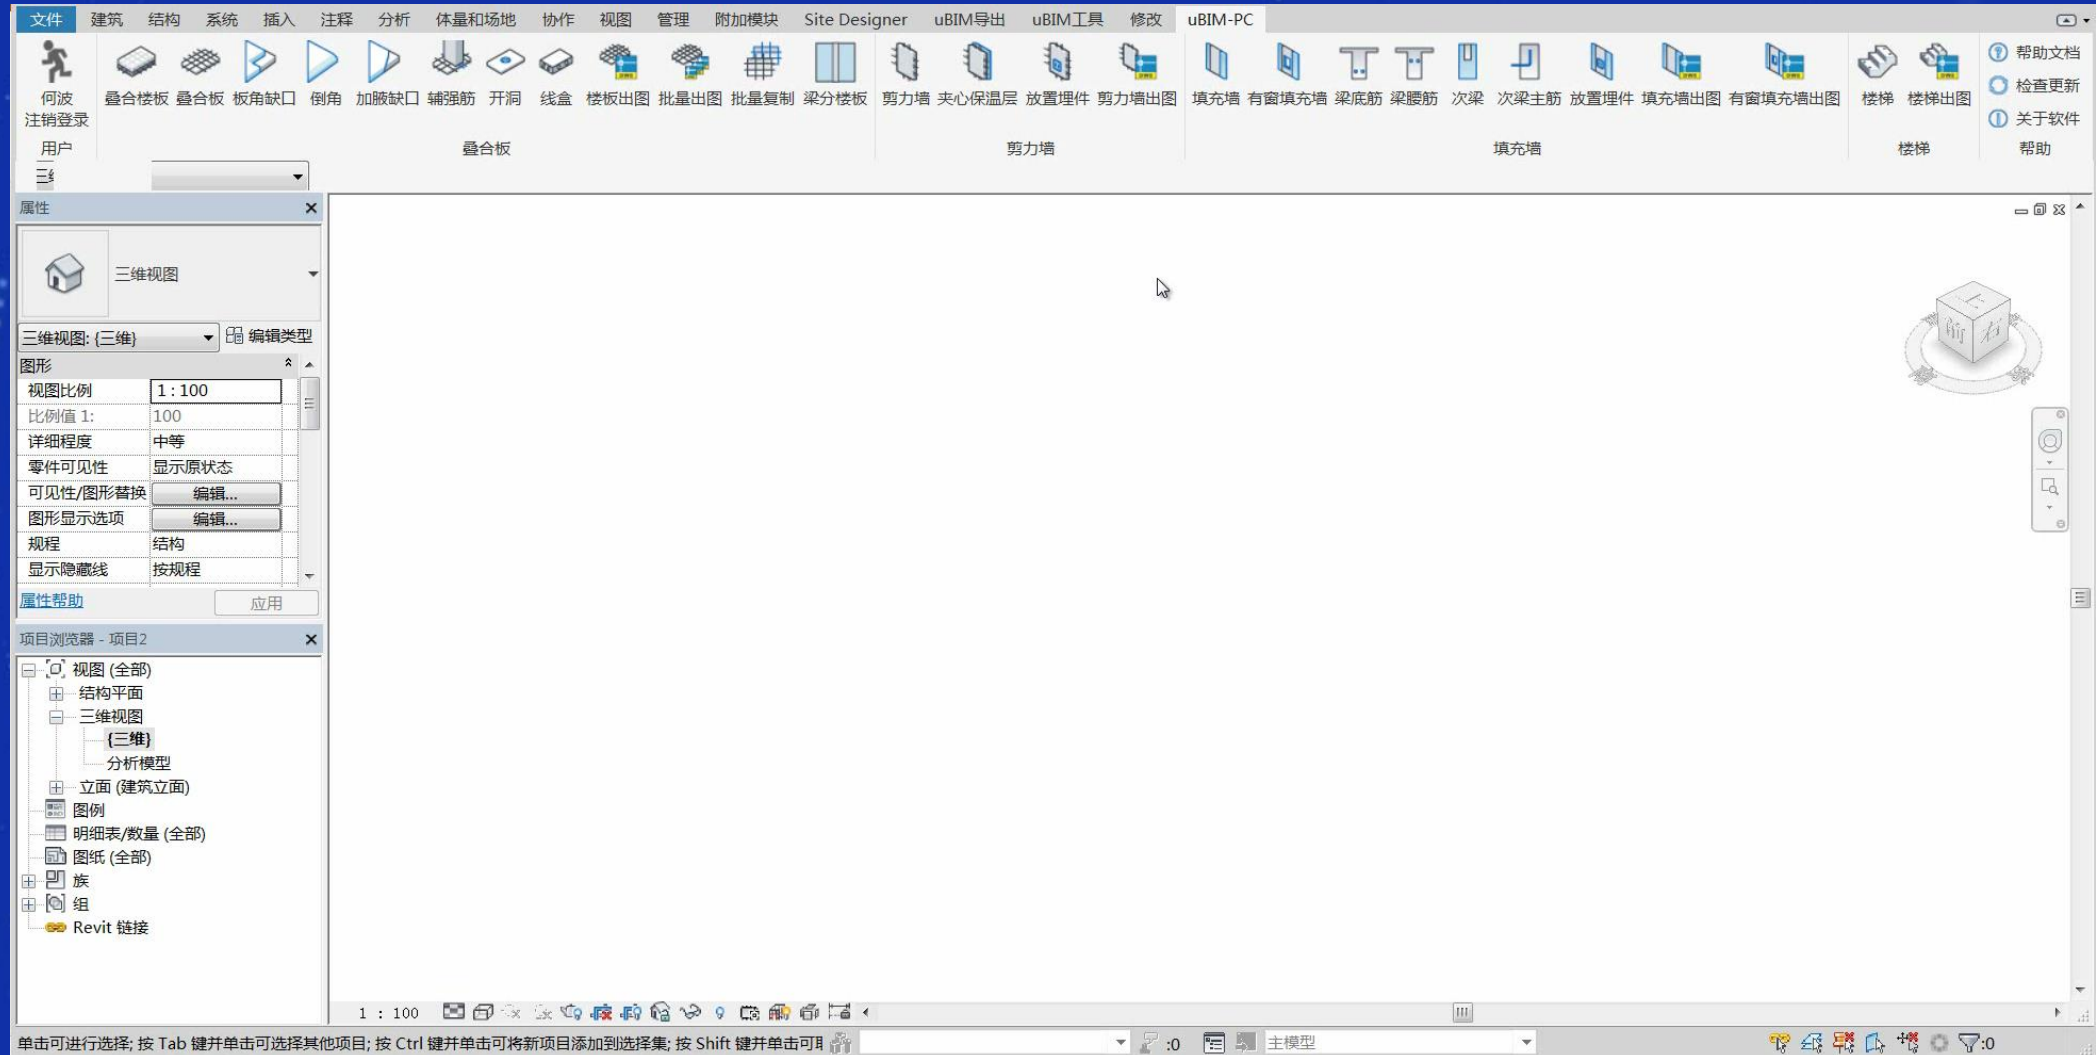 文件 建筑 结构 系统 插入 注释 分析 体量和场地 协作 视图 管理 附加模块 Site Designer uBIM导出 uBIM工具 修改 uBIM-PC
何波 注销登录
叠合楼板 叠合板 板角缺口 倒角 加腋缺口 辅强筋 开洞 线盒 楼板出图 批量出图 批量复制 梁分楼板
剪力墙 夹心保温层 放置埋件 剪力墙出图
填充墙 有窗填充墙 梁底筋 梁腰筋 次梁 次梁主筋 放置埋件 填充墙出图 有窗填充墙出图
楼梯 楼梯出图
帮助文档
检查更新
关于软件
用户 叠合板 剪力墙 填充墙 楼梯 帮助
属性
三维视图
三维视图: {三维} 编辑类型
图形
视图比例 1 : 100
比例值 1: 100
详细程度 中等
零件可见性 显示原状态
可见性/图形替换 编辑...
图形显示选项 编辑...
规程 结构
显示隐藏线 按规程
属性帮助 应用
项目浏览器 - 项目2
视图 (全部)
结构平面
三维视图
{三维}
分析模型
立面 (建筑立面)
图例
明细表/数量 (全部)
图纸 (全部)
族
组
Revit 链接
上
前 右
1 : 100
单击可进行选择; 按 Tab 键并单击可选择其他项目; 按 Ctrl 键并单击可将新项目添加到选择集; 按 Shift 键并单击可 :0 主模型 :0